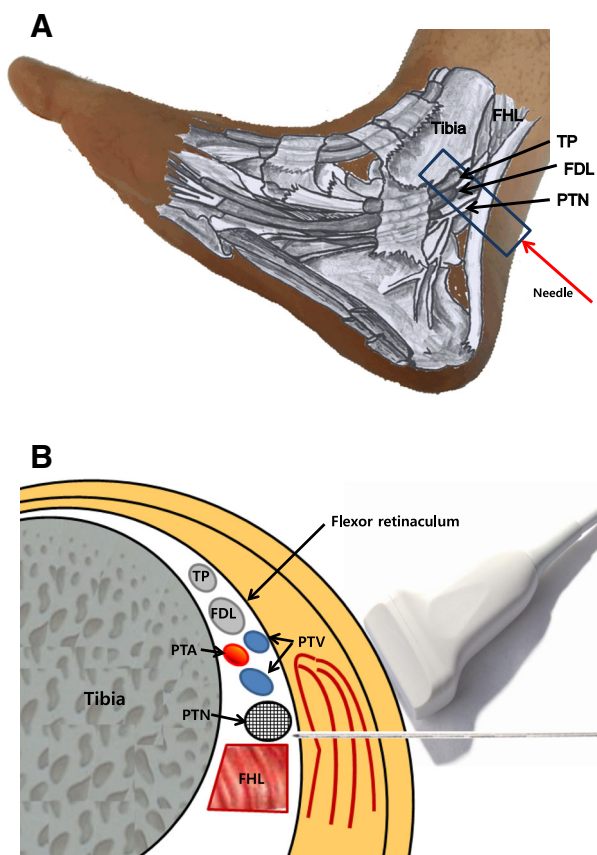 A
Tibia
FHL
TP
FDL
PTN
Needle
B
Flexor retinaculum
TP
FDL
PTA
PTV
Tibia
PTN
FHL